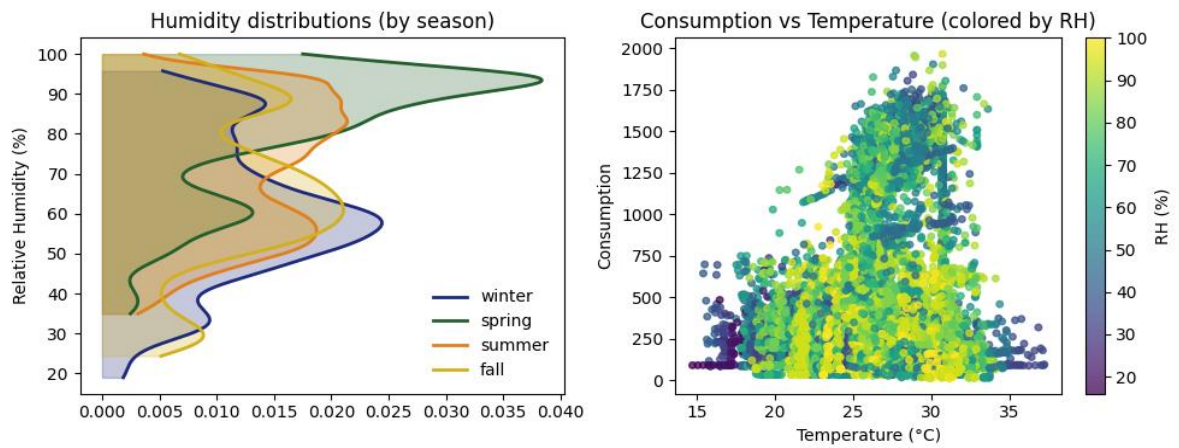 Humidity distributions (by season)
Relative Humidity (%)
100
90
80
70
60
50
40
30
20
0.000 0.005 0.010 0.015 0.020 0.025 0.030 0.035 0.040
winter
spring
summer
fall
Consumption vs Temperature (colored by RH)
Consumption
2000
1750
1500
1250
1000
750
500
250
0
15 20 25 30 35
Temperature (°C)
100
90
80
70
60
50
40
30
20
RH (%)